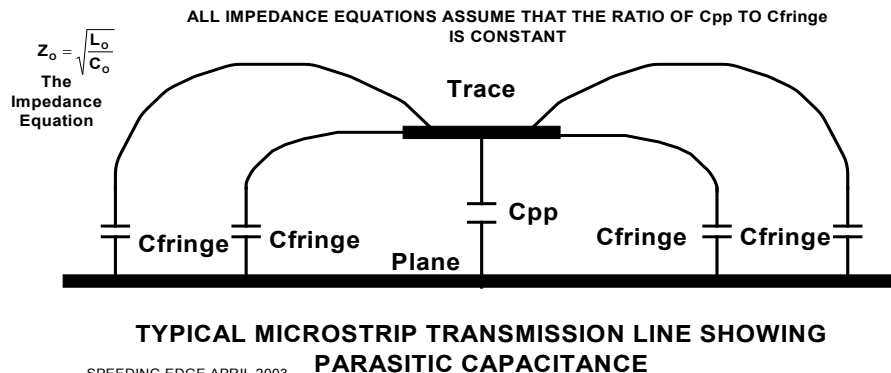 ALL IMPEDANCE EQUATIONS ASSUME THAT THE RATIO OF Cpp TO Cfringe
IS CONSTANT
Zo = √(Lo/Co)
The
Impedance
Equation
Trace
Cpp
Cfringe Cfringe
Cfringe Cfringe
Plane
TYPICAL MICROSTRIP TRANSMISSION LINE SHOWING
PARASITIC CAPACITANCE
SPEEDING EDGE APRIL 2003